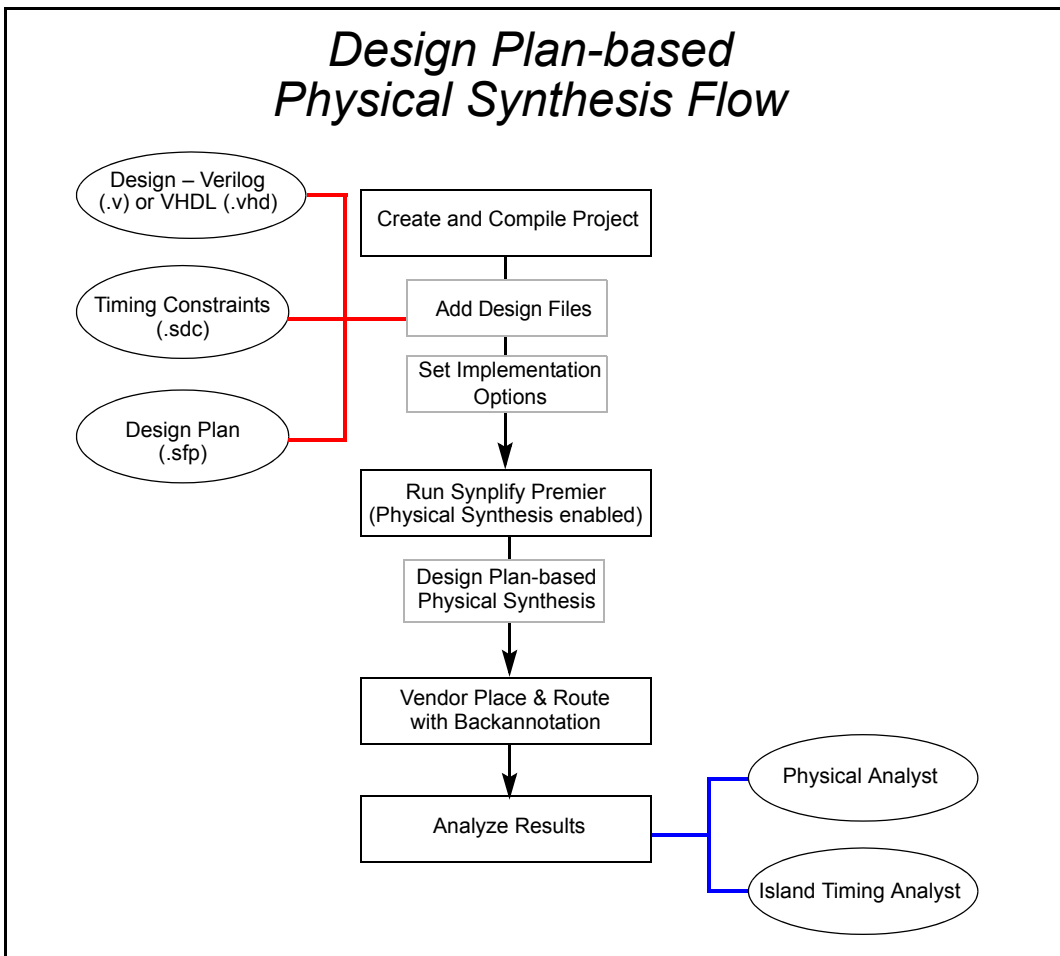 Design Plan-based
Physical Synthesis Flow
Design – Verilog
(.v) or VHDL (.vhd)
Create and Compile Project
Timing Constraints
(.sdc)
Add Design Files
Set Implementation
Options
Design Plan
(.sfp)
Run Synplify Premier
(Physical Synthesis enabled)
Design Plan-based
Physical Synthesis
Vendor Place & Route
with Backannotation
Physical Analyst
Analyze Results
Island Timing Analyst